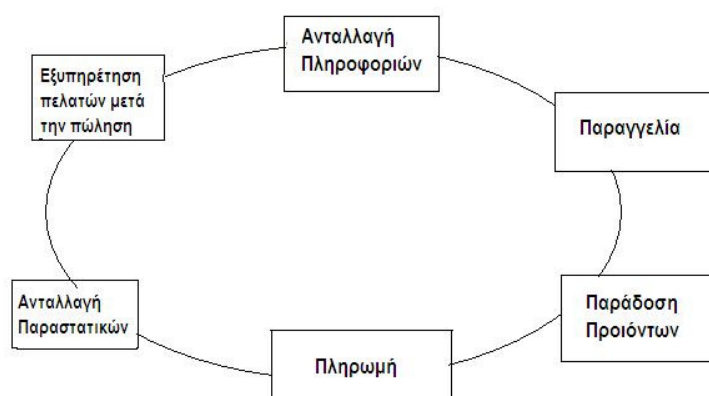 Ανταλλαγή
Πληροφοριών
Παραγγελία
Παράδοση
Προιόντων
Πληρωμή
Ανταλλαγή
Παραστατικών
Εξυπηρέτηση
πελατών μετά
την πώληση